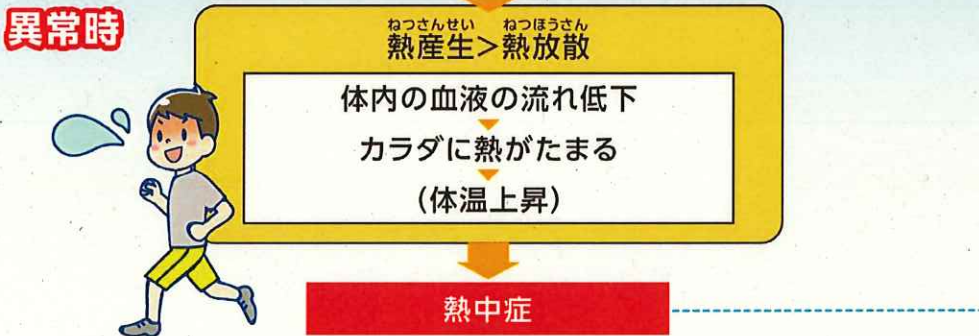 異常時
ねつさんせい ねつほうさん
熱産生>熱放散
体内の血液の流れ低下
カラダに熱がたまる
(体温上昇)
熱中症